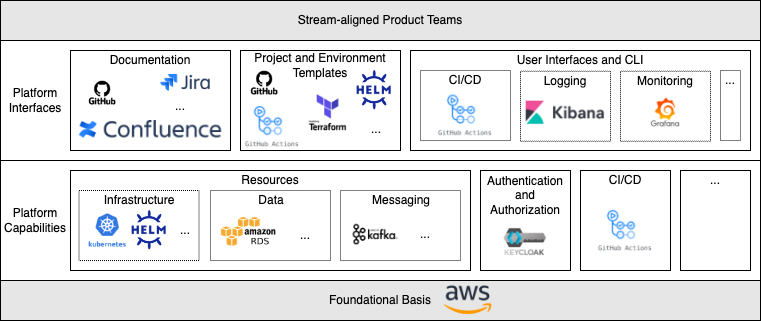 Stream-aligned Product Teams
Platform
Interfaces
Documentation
GitHub
Jira
...
Confluence
Project and Environment
Templates
GitHub
HELM
GitHub Actions
Terraform
...
User Interfaces and CLI
CI/CD
GitHub Actions
Logging
Kibana
Monitoring
Grafana
...
Platform
Capabilities
Resources
Infrastructure
kubernetes
HELM
...
Data
amazon
RDS
...
Messaging
kafka
...
Authentication
and
Authorization
KEYCLOAK
CI/CD
GitHub Actions
...
Foundational Basis
aws